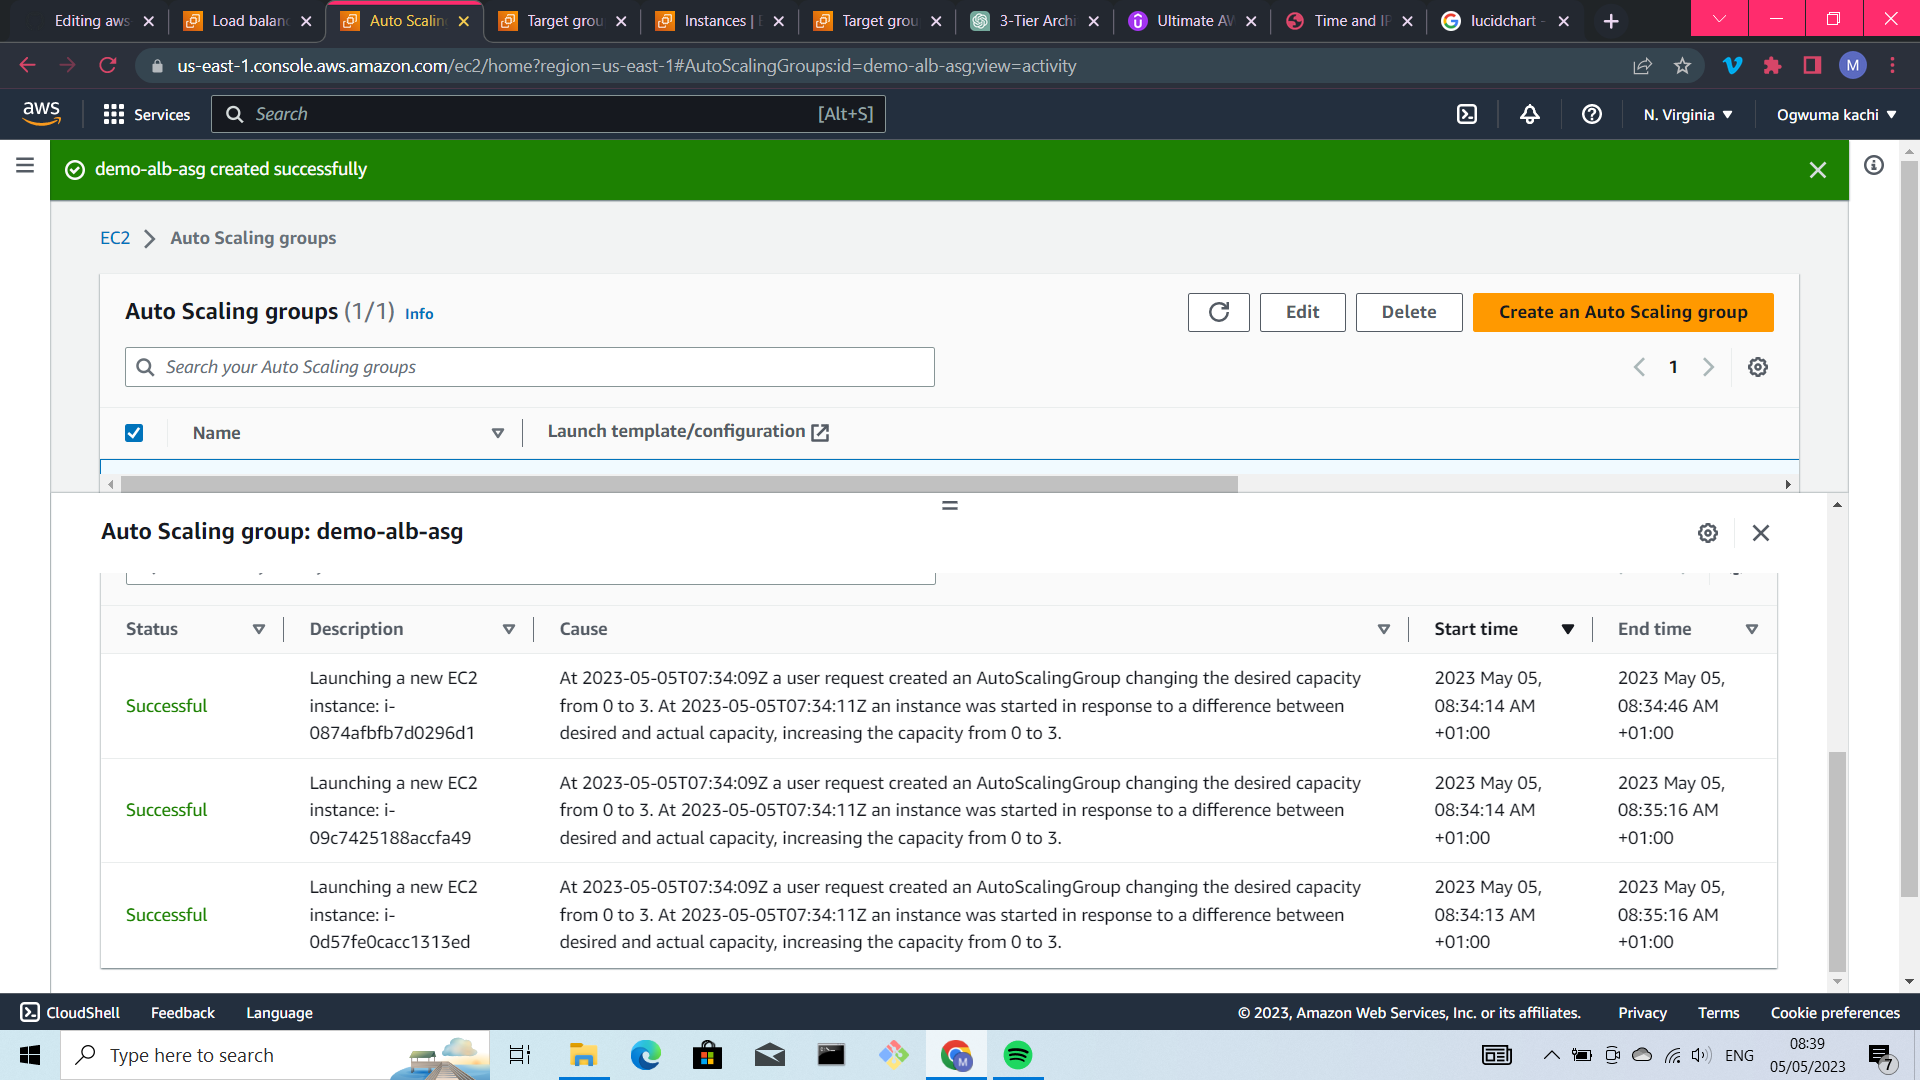 Editing aws
Load balanc
Auto Scalin
Target grou
Instances | E
Target grou
3-Tier Archi
Ultimate AW
Time and IP
lucidchart -
us-east-1.console.aws.amazon.com/ec2/home?region=us-east-1#AutoScalingGroups:id=demo-alb-asg;view=activity
M
aws
Services
Search
[Alt+S]
N. Virginia
Ogwuma kachi
demo-alb-asg created successfully
EC2
Auto Scaling groups
Auto Scaling groups (1/1) Info
Edit
Delete
Create an Auto Scaling group
Search your Auto Scaling groups
1
Name
Launch template/configuration
Auto Scaling group: demo-alb-asg
Status
Description
Cause
Start time
End time
Successful
Launching a new EC2
instance: i-
0874afbfb7d0296d1
At 2023-05-05T07:34:09Z a user request created an AutoScalingGroup changing the desired capacity
from 0 to 3. At 2023-05-05T07:34:11Z an instance was started in response to a difference between
desired and actual capacity, increasing the capacity from 0 to 3.
2023 May 05,
08:34:14 AM
+01:00
2023 May 05,
08:34:46 AM
+01:00
Successful
Launching a new EC2
instance: i-
09c7425188accfa49
At 2023-05-05T07:34:09Z a user request created an AutoScalingGroup changing the desired capacity
from 0 to 3. At 2023-05-05T07:34:11Z an instance was started in response to a difference between
desired and actual capacity, increasing the capacity from 0 to 3.
2023 May 05,
08:34:14 AM
+01:00
2023 May 05,
08:35:16 AM
+01:00
Successful
Launching a new EC2
instance: i-
0d57fe0cacc1313ed
At 2023-05-05T07:34:09Z a user request created an AutoScalingGroup changing the desired capacity
from 0 to 3. At 2023-05-05T07:34:11Z an instance was started in response to a difference between
desired and actual capacity, increasing the capacity from 0 to 3.
2023 May 05,
08:34:13 AM
+01:00
2023 May 05,
08:35:16 AM
+01:00
CloudShell
Feedback
Language
© 2023, Amazon Web Services, Inc. or its affiliates.
Privacy
Terms
Cookie preferences
Type here to search
M
ENG
08:39
05/05/2023
7